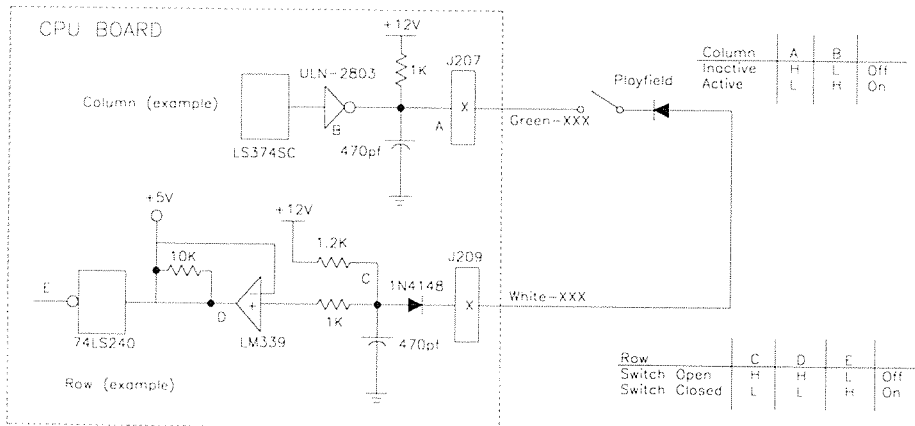 CPU BOARD
+12V
J207
ULN-2803
1K
Column (example)
X
B
A
Green-XXX
Playfield
LS374SC
470pf
Column A B
Inactive H L Off
Active L H On
+5V
+12V
1.2K
10K
C
1N4148
J209
E
D
+
X
White-XXX
1K
74LS240
LM339
470pf
Row (example)
Row C D E
Switch Open H H L Off
Switch Closed L L H On